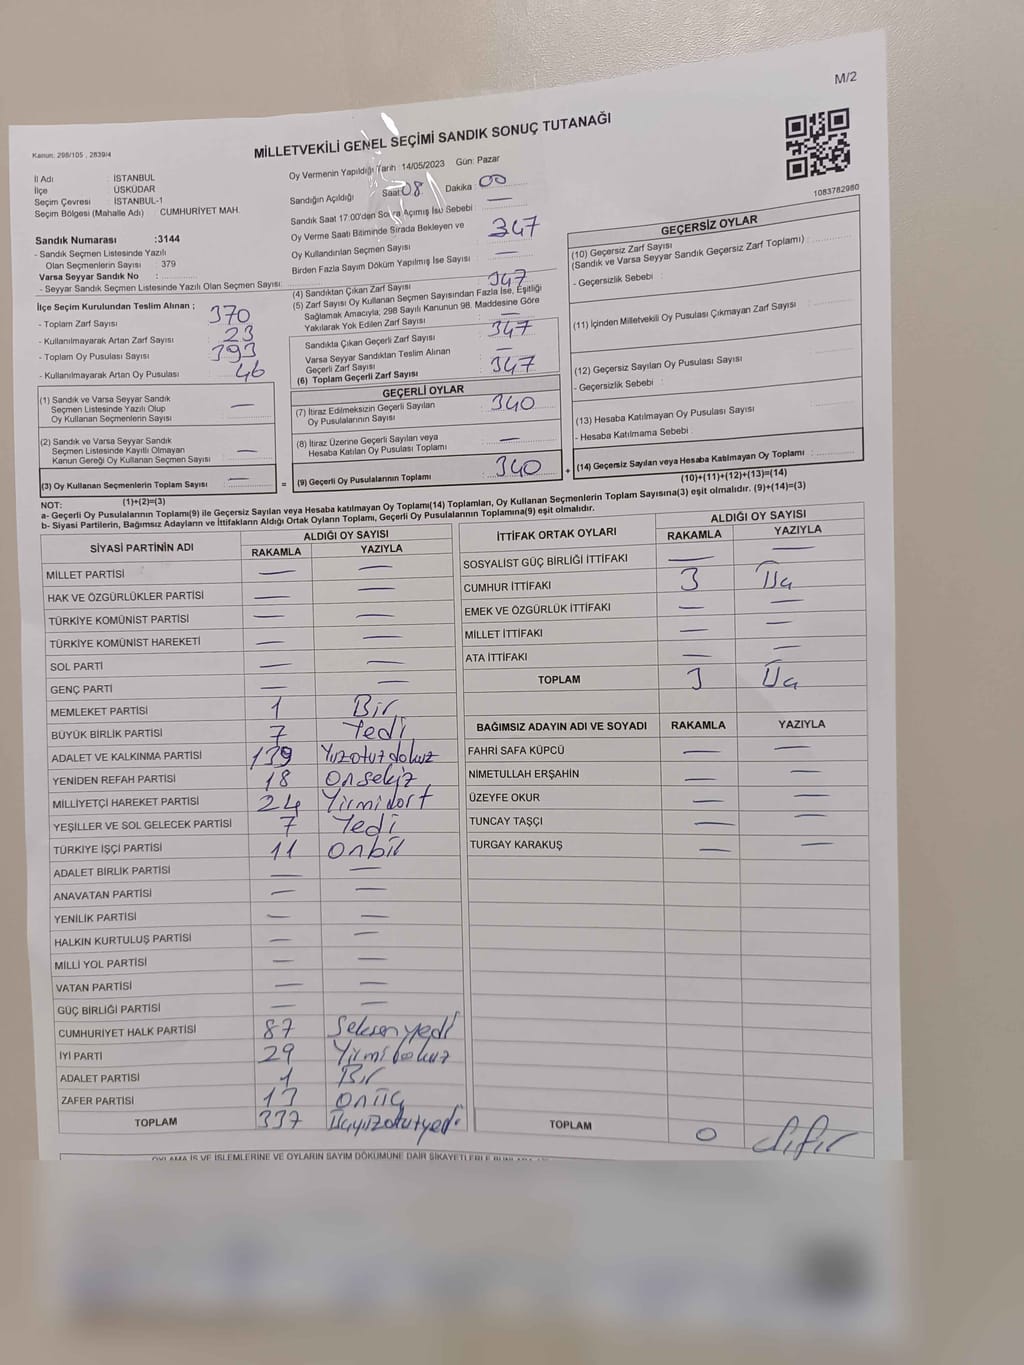 M/2
Kanun: 298/105 , 2839/4
MİLLETVEKİLİ GENEL SEÇİMİ SANDIK SONUÇ TUTANAĞI
1083782980
İl Adı : İSTANBUL
İlçe : ÜSKÜDAR
Seçim Çevresi : İSTANBUL-1
Seçim Bölgesi (Mahalle Adı) : CUMHURİYET MAH.
Sandık Numarası :3144
- Sandık Seçmen Listesinde Yazılı
Olan Seçmenlerin Sayısı : 379
Varsa Seyyar Sandık No :
- Seyyar Sandık Seçmen Listesinde Yazılı Olan Seçmen Sayısı
İlçe Seçim Kurulundan Teslim Alınan ;
- Toplam Zarf Sayısı 370
- Kullanılmayarak Artan Zarf Sayısı 23
- Toplam Oy Pusulası Sayısı 393
- Kullanılmayarak Artan Oy Pusulası 46
(1) Sandık ve Varsa Seyyar Sandık
Seçmen Listesinde Yazılı Olup
Oy Kullanan Seçmenlerin Sayısı —
(2) Sandık ve Varsa Seyyar Sandık
Seçmen Listesinde Kayıtlı Olmayan
Kanun Gereği Oy Kullanan Seçmen Sayısı —
(3) Oy Kullanan Seçmenlerin Toplam Sayısı —
(1)+(2)=(3)
Oy Vermenin Yapıldığı Tarih 14/05/2023 Gün: Pazar
Sandığın Açıldığı Saat 08 Dakika : 00
Sandık Saat 17:00'den Sonra Açılmış İse Sebebi : —
Oy Verme Saati Bitiminde Sırada Bekleyen ve
Oy Kullandırılan Seçmen Sayısı 347
Birden Fazla Sayım Döküm Yapılmış İse Sayısı —
(4) Sandıktan Çıkan Zarf Sayısı 347
(5) Zarf Sayısı Oy Kullanan Seçmen Sayısından Fazla İse, Eşitliği
Sağlamak Amacıyla, 298 Sayılı Kanunun 98. Maddesine Göre
Yakılarak Yok Edilen Zarf Sayısı —
Sandıkta Çıkan Geçerli Zarf Sayısı 347
Varsa Seyyar Sandıktan Teslim Alınan
Geçerli Zarf Sayısı —
(6) Toplam Geçerli Zarf Sayısı 347
GEÇERLİ OYLAR
(7) İtiraz Edilmeksizin Geçerli Sayılan
Oy Pusulalarının Sayısı 340
(8) İtiraz Üzerine Geçerli Sayılan veya
Hesaba Katılan Oy Pusulası Toplamı —
= (9) Geçerli Oy Pusulalarının Toplamı 340 +
GEÇERSİZ OYLAR
(10) Geçersiz Zarf Sayısı
(Sandık ve Varsa Seyyar Sandık Geçersiz Zarf Toplamı) :
- Geçersizlik Sebebi :
(11) İçinden Milletvekili Oy Pusulası Çıkmayan Zarf Sayısı
(12) Geçersiz Sayılan Oy Pusulası Sayısı
- Geçersizlik Sebebi :
(13) Hesaba Katılmayan Oy Pusulası Sayısı
- Hesaba Katılmama Sebebi :
(14) Geçersiz Sayılan veya Hesaba Katılmayan Oy Toplamı :
(10)+(11)+(12)+(13)=(14)
NOT:
a- Geçerli Oy Pusulalarının Toplamı(9) ile Geçersiz Sayılan veya Hesaba katılmayan Oy Toplamı(14) Toplamları, Oy Kullanan Seçmenlerin Toplam Sayısına(3) eşit olmalıdır. (9)+(14)=(3)
b- Siyasi Partilerin, Bağımsız Adayların ve İttifakların Aldığı Ortak Oyların Toplamı, Geçerli Oy Pusulalarının Toplamına(9) eşit olmalıdır.
SİYASİ PARTİNİN ADI ALDIĞI OY SAYISI
RAKAMLA YAZIYLA
MİLLET PARTİSİ — —
HAK VE ÖZGÜRLÜKLER PARTİSİ — —
TÜRKİYE KOMÜNİST PARTİSİ — —
TÜRKİYE KOMÜNİST HAREKETİ — —
SOL PARTİ — —
GENÇ PARTİ — —
MEMLEKET PARTİSİ 1 Bir
BÜYÜK BİRLİK PARTİSİ 7 Yedi
ADALET VE KALKINMA PARTİSİ 139 Yüzotuzdokuz
YENİDEN REFAH PARTİSİ 18 Onsekiz
MİLLİYETÇİ HAREKET PARTİSİ 24 Yirmidört
YEŞİLLER VE SOL GELECEK PARTİSİ 7 Yedi
TÜRKİYE İŞÇİ PARTİSİ 11 Onbir
ADALET BİRLİK PARTİSİ — —
ANAVATAN PARTİSİ — —
YENİLİK PARTİSİ — —
HALKIN KURTULUŞ PARTİSİ — —
MİLLİ YOL PARTİSİ — —
VATAN PARTİSİ — —
GÜÇ BİRLİĞİ PARTİSİ — —
CUMHURİYET HALK PARTİSİ 87 Seksenyedi
İYİ PARTİ 29 Yirmidokuz
ADALET PARTİSİ 1 Bir
ZAFER PARTİSİ 13 Onüç
TOPLAM 337 Üçyüzotuzyedi
İTTİFAK ORTAK OYLARI ALDIĞI OY SAYISI
RAKAMLA YAZIYLA
SOSYALİST GÜÇ BİRLİĞİ İTTİFAKI — —
CUMHUR İTTİFAKI 3 Üç
EMEK VE ÖZGÜRLÜK İTTİFAKI — —
MİLLET İTTİFAKI — —
ATA İTTİFAKI — —
TOPLAM 3 Üç
BAĞIMSIZ ADAYIN ADI VE SOYADI RAKAMLA YAZIYLA
FAHRİ SAFA KÜPCÜ — —
NİMETULLAH ERŞAHİN — —
ÜZEYFE OKUR — —
TUNCAY TAŞÇI — —
TURGAY KARAKUŞ — —
TOPLAM 0 Sıfır
OYLAMA İŞ VE İŞLEMLERİNE VE OYLARIN SAYIM DÖKÜMÜNE DAİR ŞİKAYETLERLE